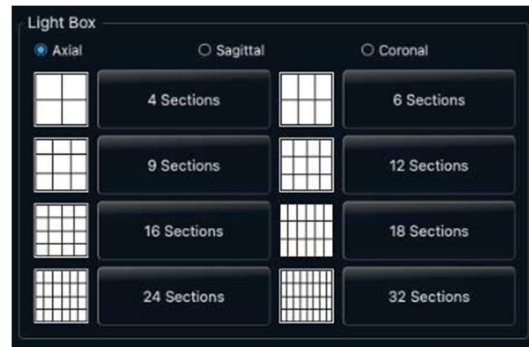 Light Box
Axial Sagittal Coronal
4 Sections 6 Sections
9 Sections 12 Sections
16 Sections 18 Sections
24 Sections 32 Sections